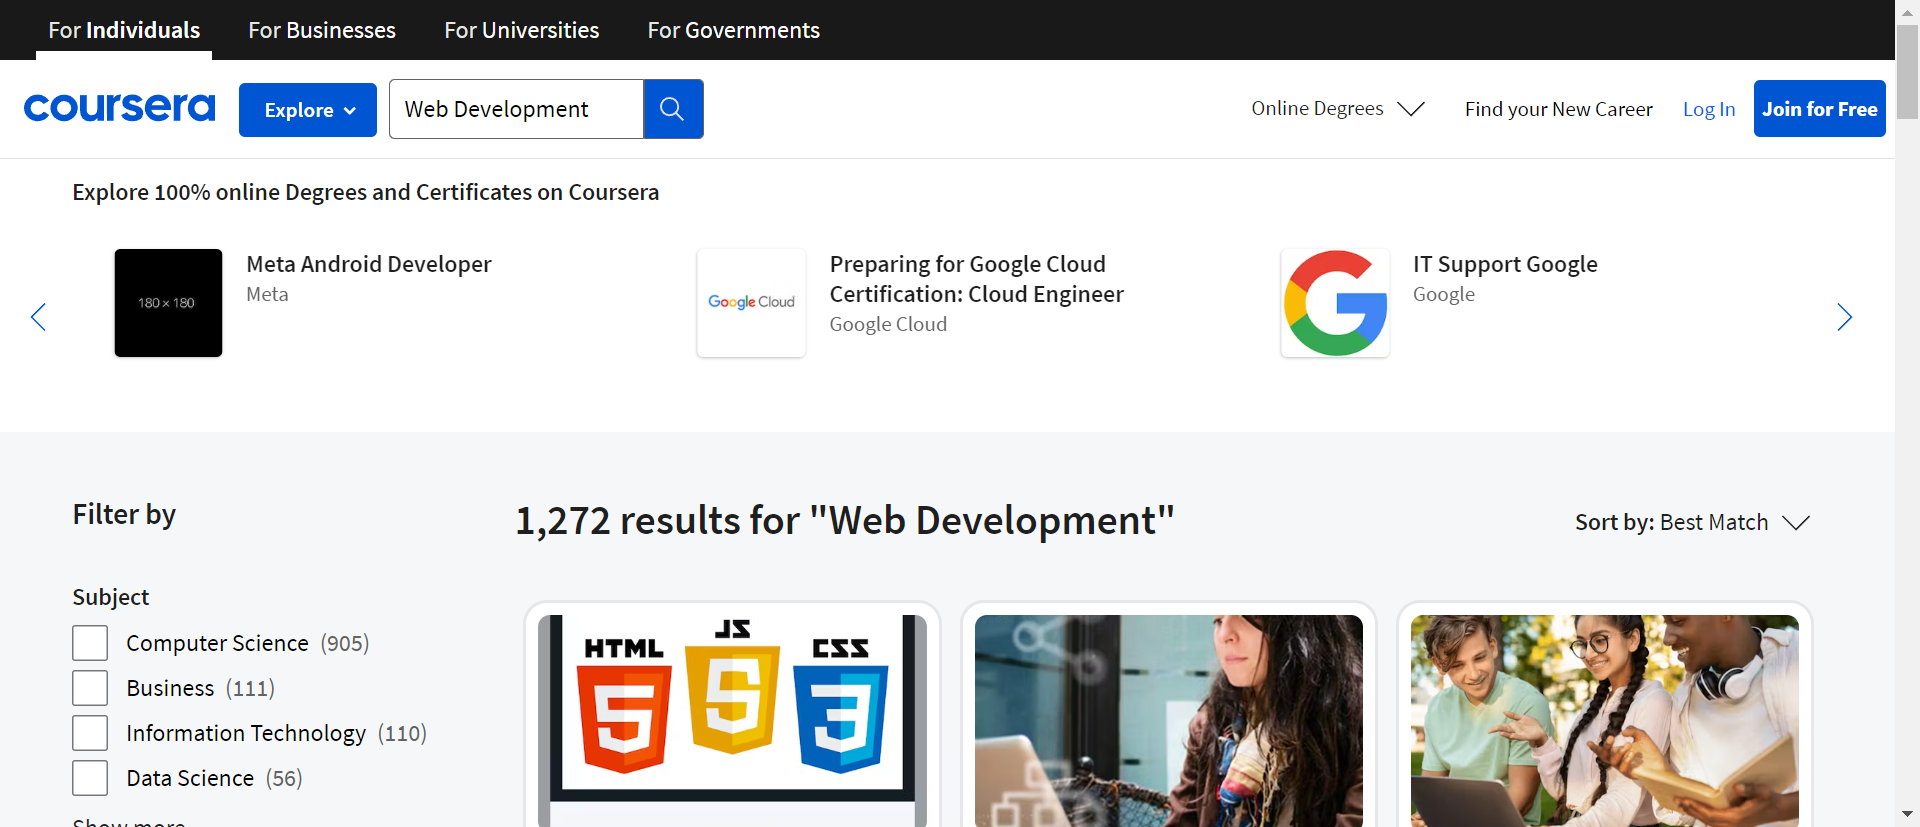 For Individuals
For Businesses
For Universities
For Governments
coursera
Explore
Web Development
Online Degrees
Find your New Career
Log In
Join for Free
Explore 100% online Degrees and Certificates on Coursera
180 × 180
Meta Android Developer
Meta
Google Cloud
Preparing for Google Cloud
Certification: Cloud Engineer
Google Cloud
IT Support Google
Google
Filter by
1,272 results for "Web Development"
Sort by: Best Match
Subject
Computer Science (905)
Business (111)
Information Technology (110)
Data Science (56)
Show more
HTML
JS
CSS
5
5
3